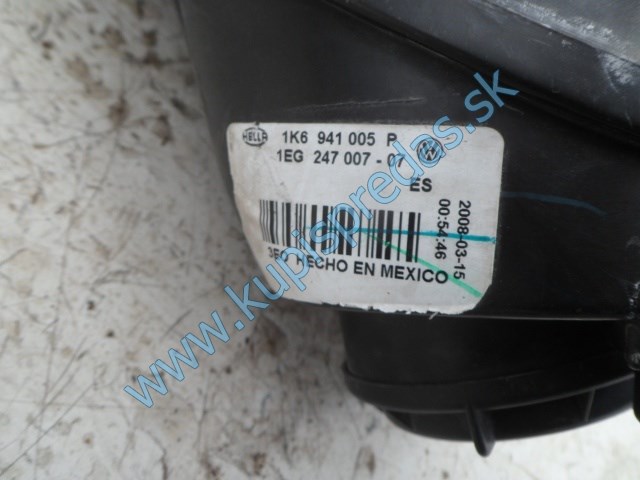 HELLA 1K6 941 005 P
1EG 247 007-07
ES
HECHO EN MEXICO
2008-03-15
00:54:46
www.kupispredas.sk